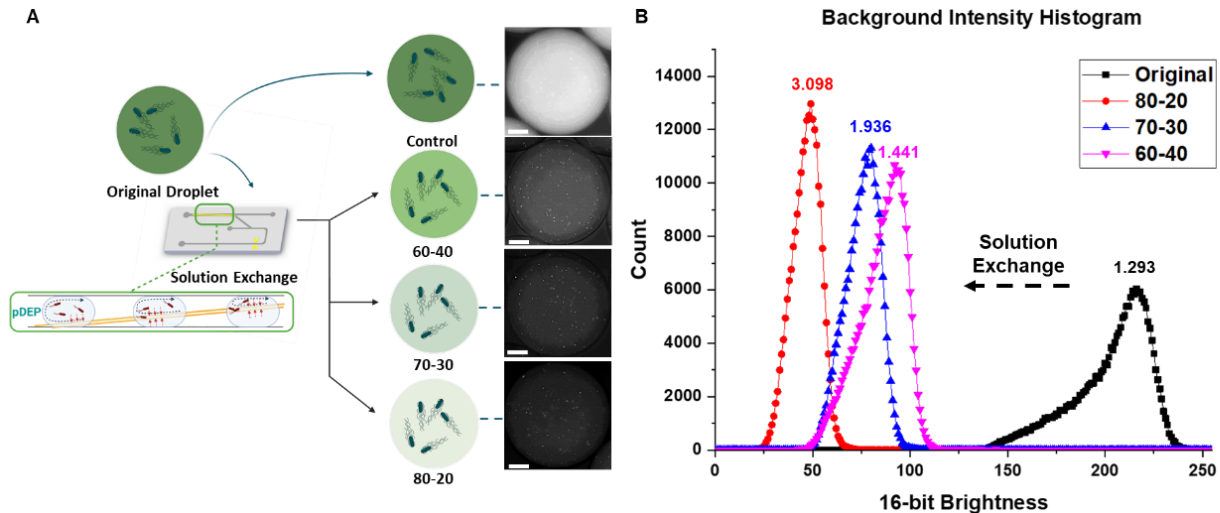 A
Original Droplet
Solution Exchange
pDEP
Control
60-40
70-30
80-20
B
Background Intensity Histogram
14000
12000
10000
8000
6000
4000
2000
0
Count
3.098
1.936
1.441
1.293
Solution
Exchange
Original
80-20
70-30
60-40
0
50
100
150
200
250
16-bit Brightness